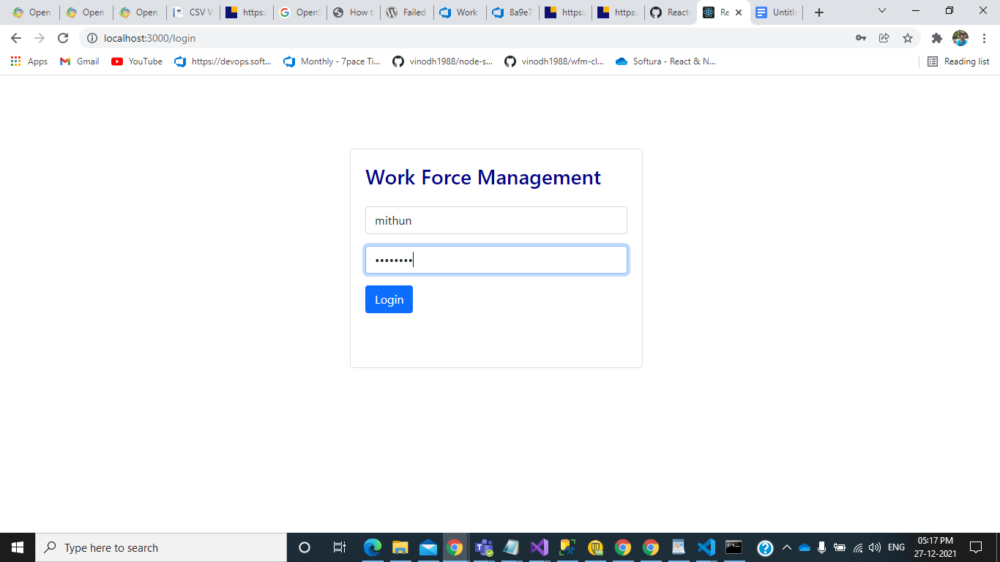 Open
Open
Open
CSV V
https:/
OpenS
How t
Failed
Work
8a9e7
https:
https:/
React-
Re
Untitle
localhost:3000/login
Apps
Gmail
YouTube
https://devops.soft...
Monthly - 7pace Ti...
vinodh1988/node-s...
vinodh1988/wfm-cl...
Softura - React & N...
Reading list
Work Force Management
mithun
••••••••
Login
Type here to search
ENG
05:17 PM
27-12-2021